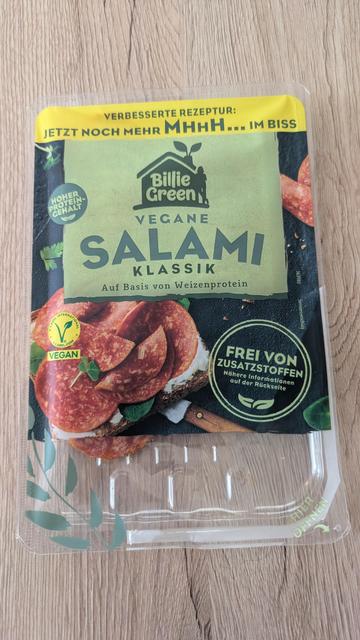 VERBESSERTE REZEPTUR:
JETZT NOCH MEHR MHHH... IM BISS
Billie
Green
HOHER
PROTEIN-
GEHALT
VEGANE
SALAMI
KLASSIK
Auf Basis von Weizenprotein
VEGAN
FREI VON
ZUSATZSTOFFEN
Nähere Informationen
auf der Rückseite
HIER
ÖFFNEN